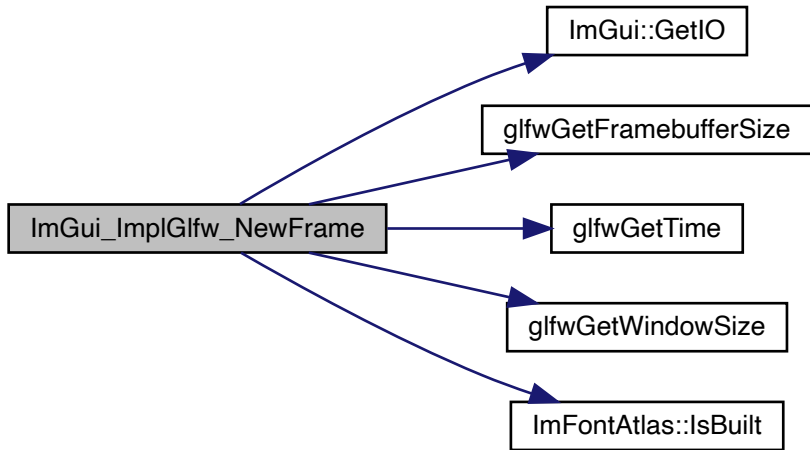 ImGui::GetIO
glfwGetFramebufferSize
ImGui_ImplGlfw_NewFrame
glfwGetTime
glfwGetWindowSize
ImFontAtlas::IsBuilt